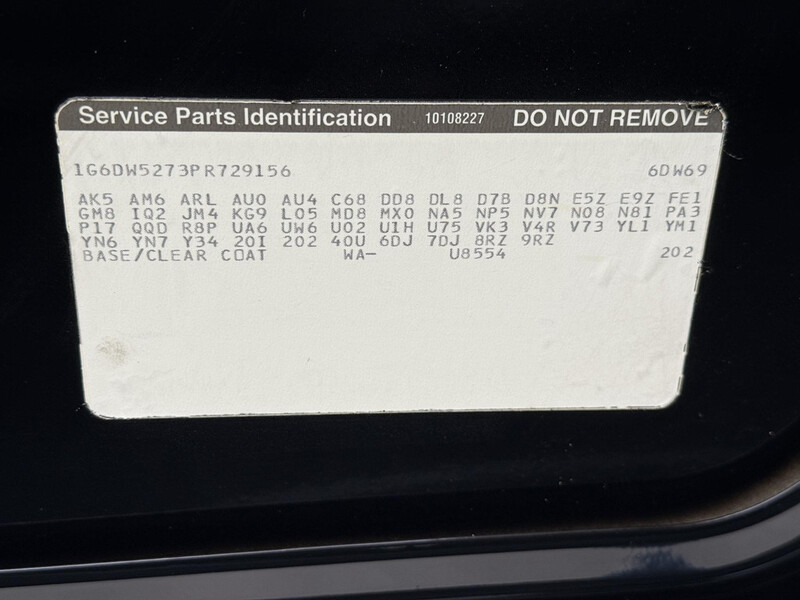 Service Parts Identification 10108227 DO NOT REMOVE
1G6DW5273PR729156 6DW69
AK5 AM6 ARL AU0 AU4 C68 DD8 DL8 D7B D8N E5Z E9Z FE1
GM8 IQ2 JM4 KG9 L05 MD8 MX0 NA5 NP5 NV7 N08 N81 PA3
P17 QQD R8P UA6 UW6 U02 U1H U75 VK3 V4R V73 YL1 YM1
YN6 YN7 Y34 20I 202 40U 6DJ 7DJ 8RZ 9RZ
BASE/CLEAR COAT WA- U8554 202